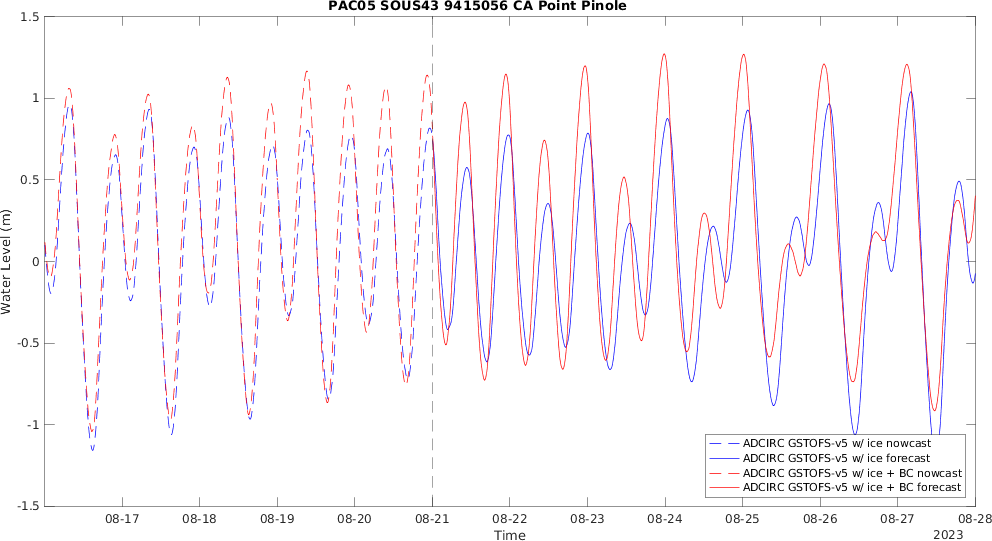 PAC05 SOUS43 9415056 CA Point Pinole
1.5
1
0.5
0
-0.5
-1
-1.5
Water Level (m)
ADCIRC GSTOFS-v5 w/ ice nowcast
ADCIRC GSTOFS-v5 w/ ice forecast
ADCIRC GSTOFS-v5 w/ ice + BC nowcast
ADCIRC GSTOFS-v5 w/ ice + BC forecast
08-17 08-18 08-19 08-20 08-21 08-22 08-23 08-24 08-25 08-26 08-27 08-28
Time
2023